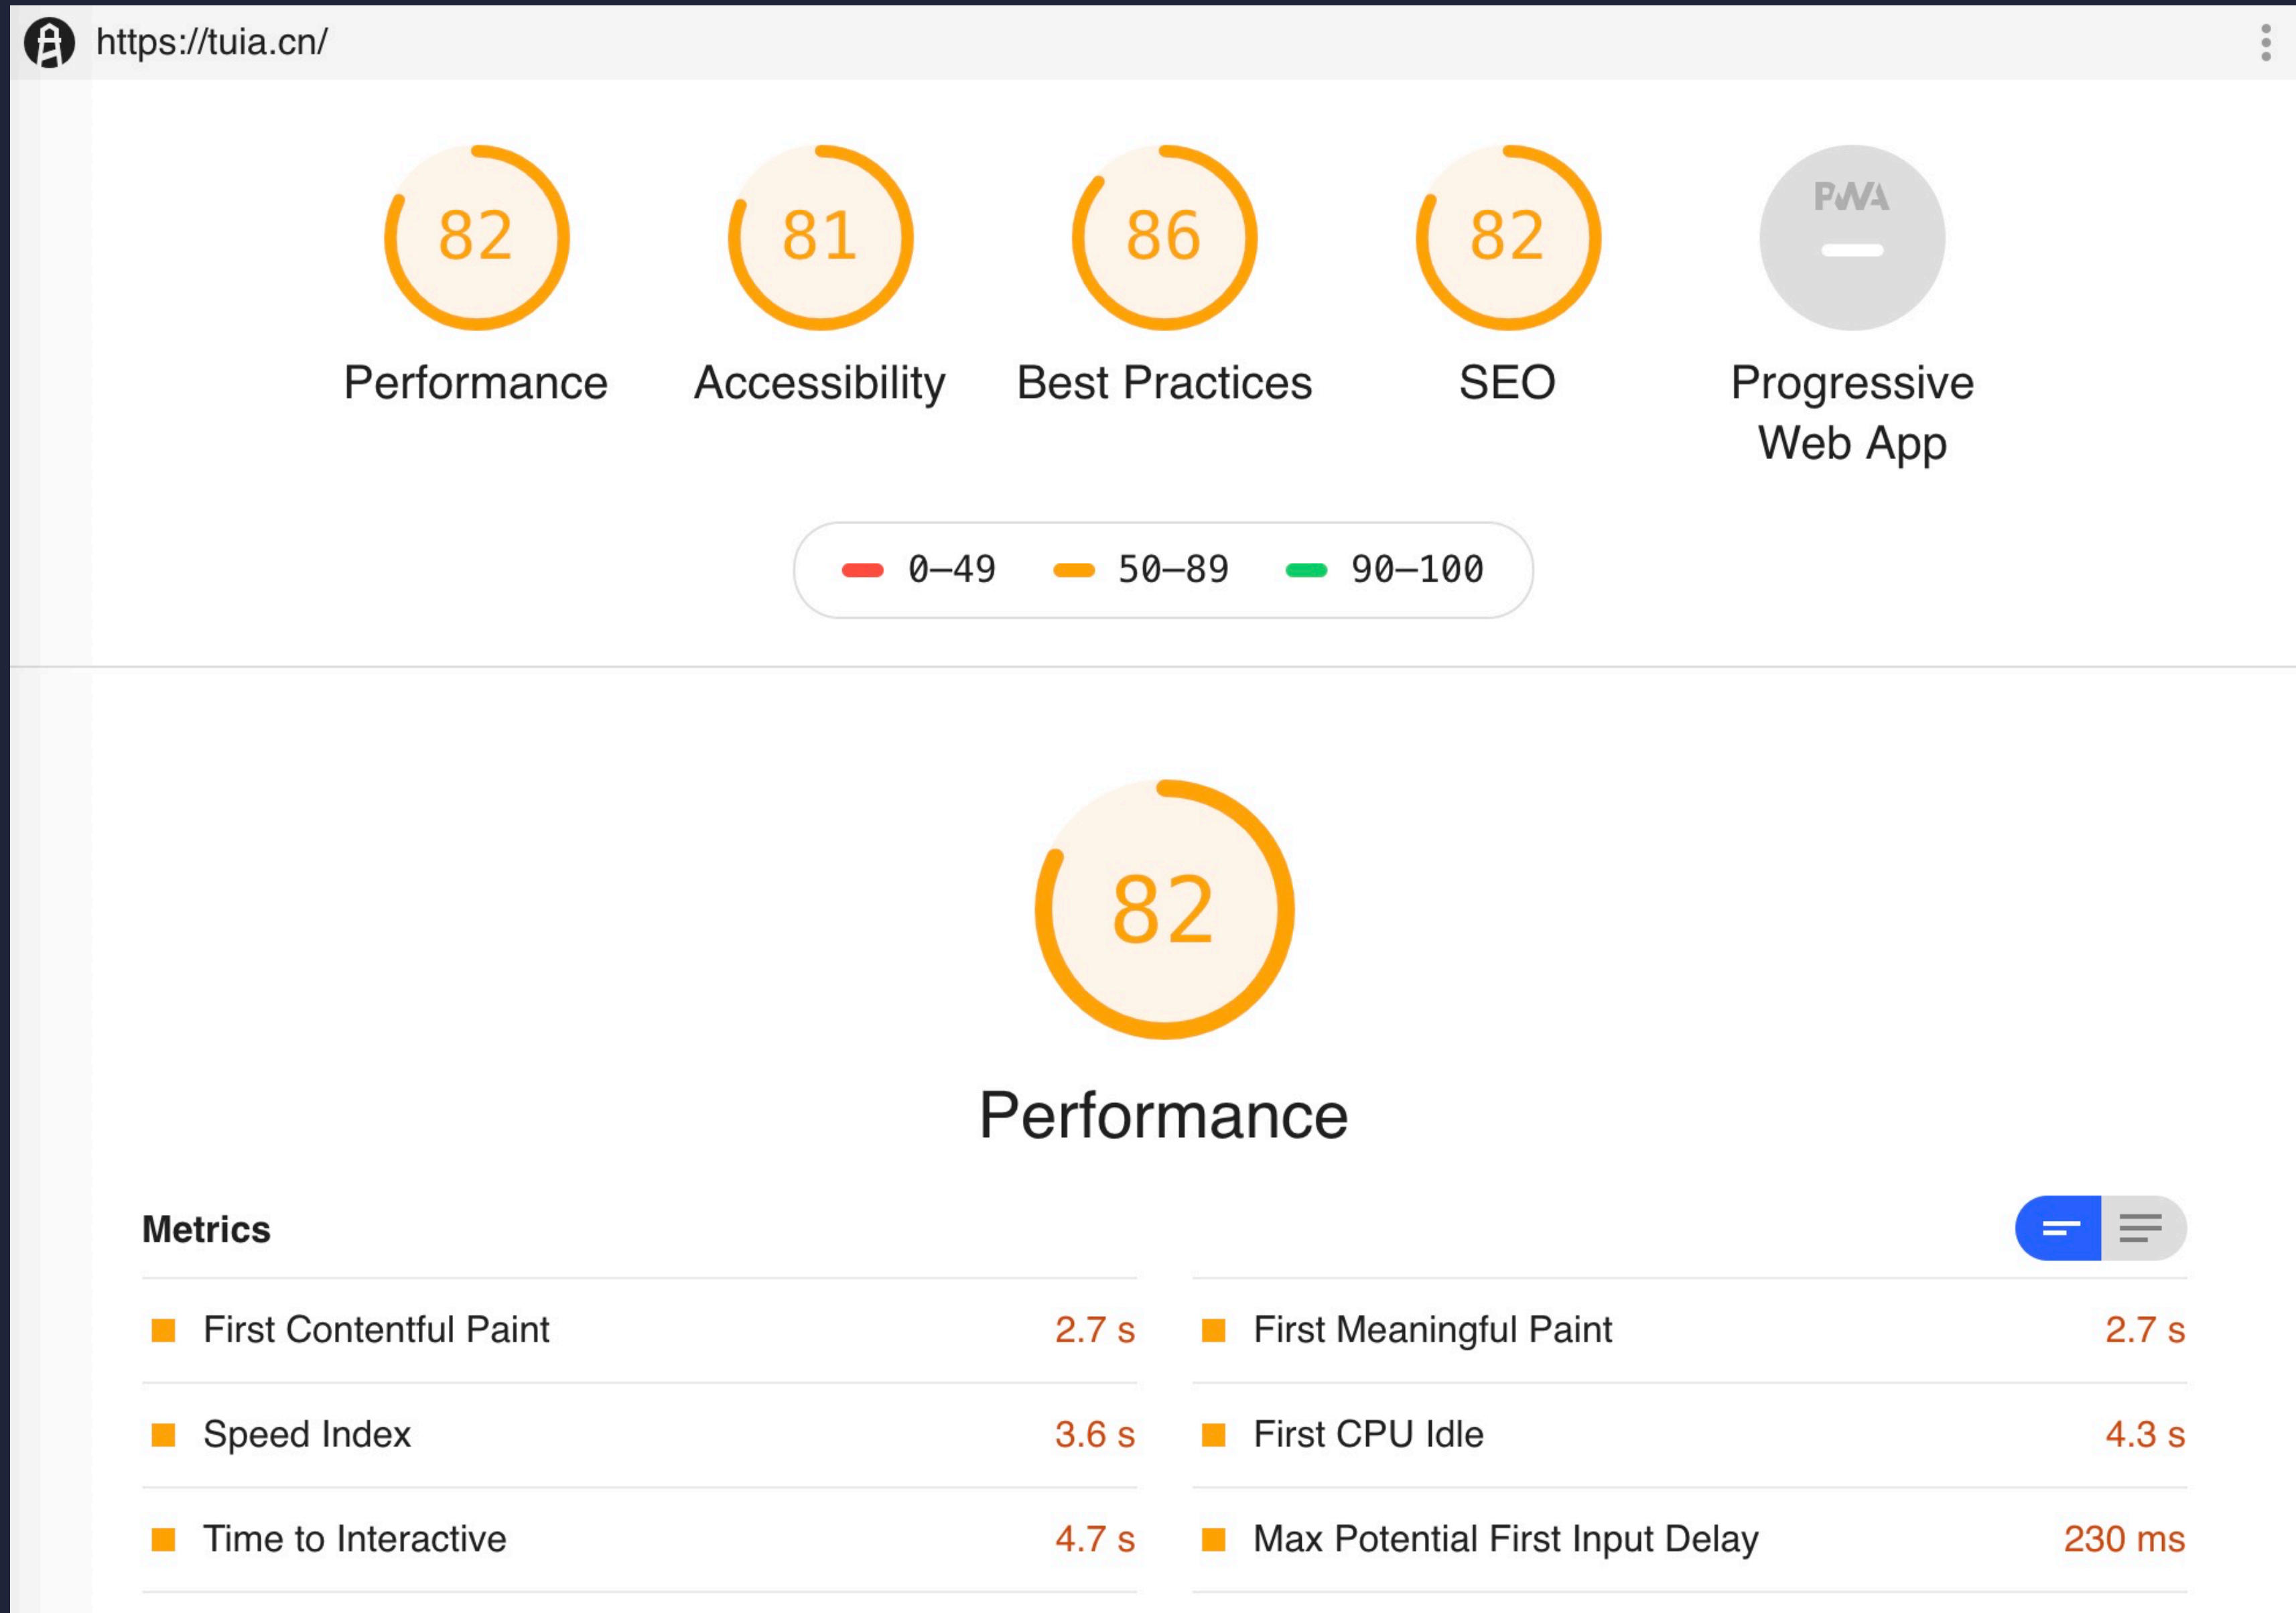 https://tuia.cn/
82
81
86
82
PWA
Performance
Accessibility
Best Practices
SEO
Progressive
Web App
0–49
50–89
90–100
82
Performance
Metrics
First Contentful Paint 2.7 s
First Meaningful Paint 2.7 s
Speed Index 3.6 s
First CPU Idle 4.3 s
Time to Interactive 4.7 s
Max Potential First Input Delay 230 ms